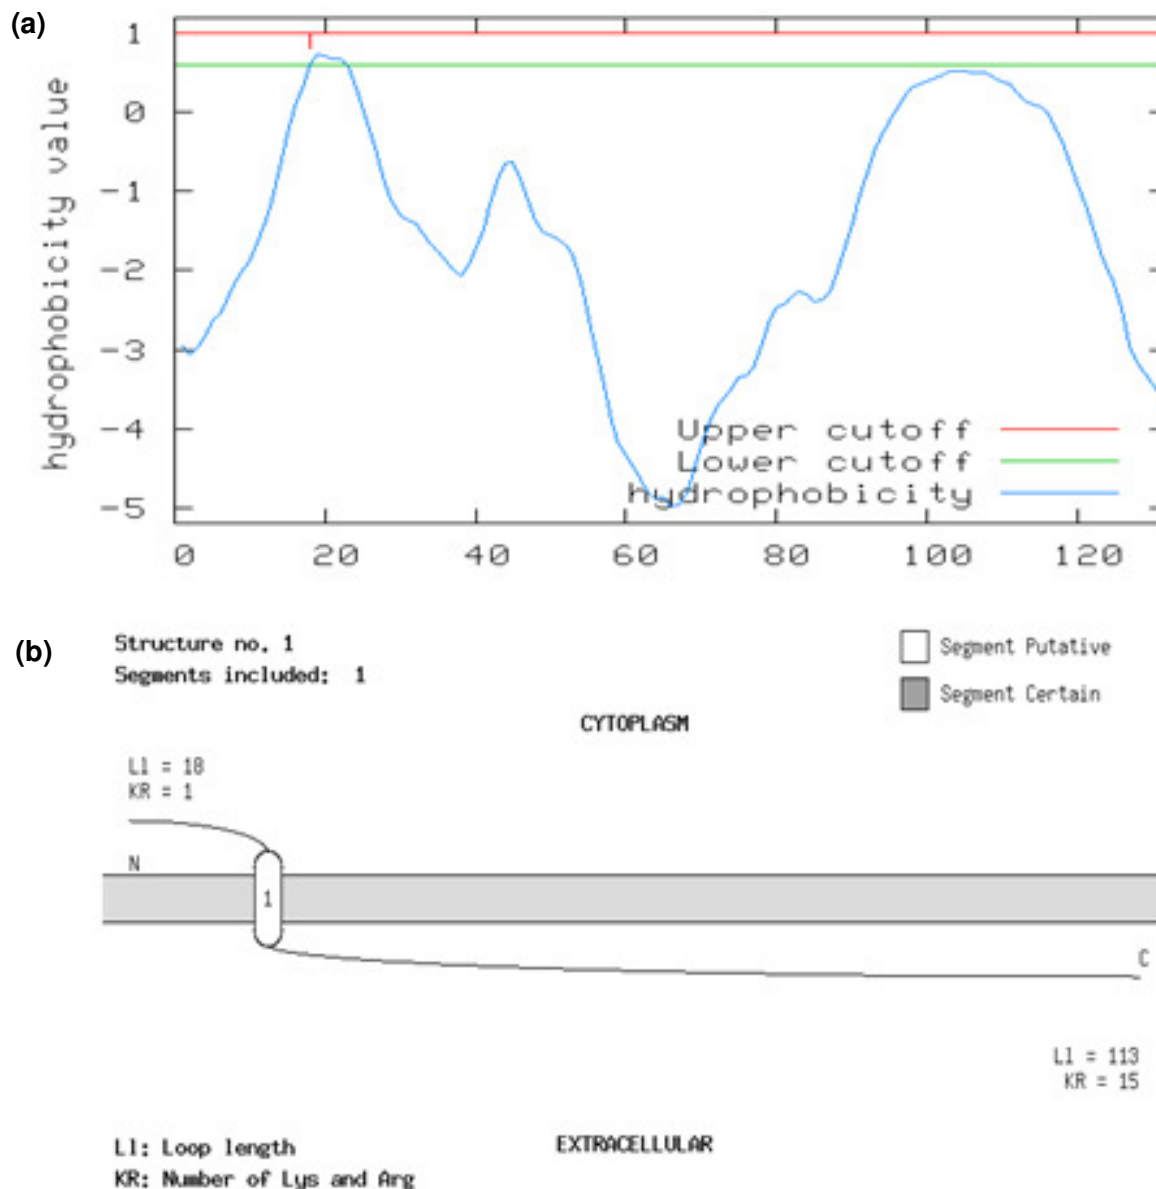 (a)
hydrophobicity value
1
0
-1
-2
-3
-4
-5
Upper cutoff
Lower cutoff
hydrophobicity
0 20 40 60 80 100 120
(b)
Structure no. 1
Segments included: 1
Segment Putative
Segment Certain
CYTOPLASM
Ll = 18
KR = 1
N
1
C
Ll = 113
KR = 15
Ll: Loop length
EXTRACELLULAR
KR: Number of Lys and Arg